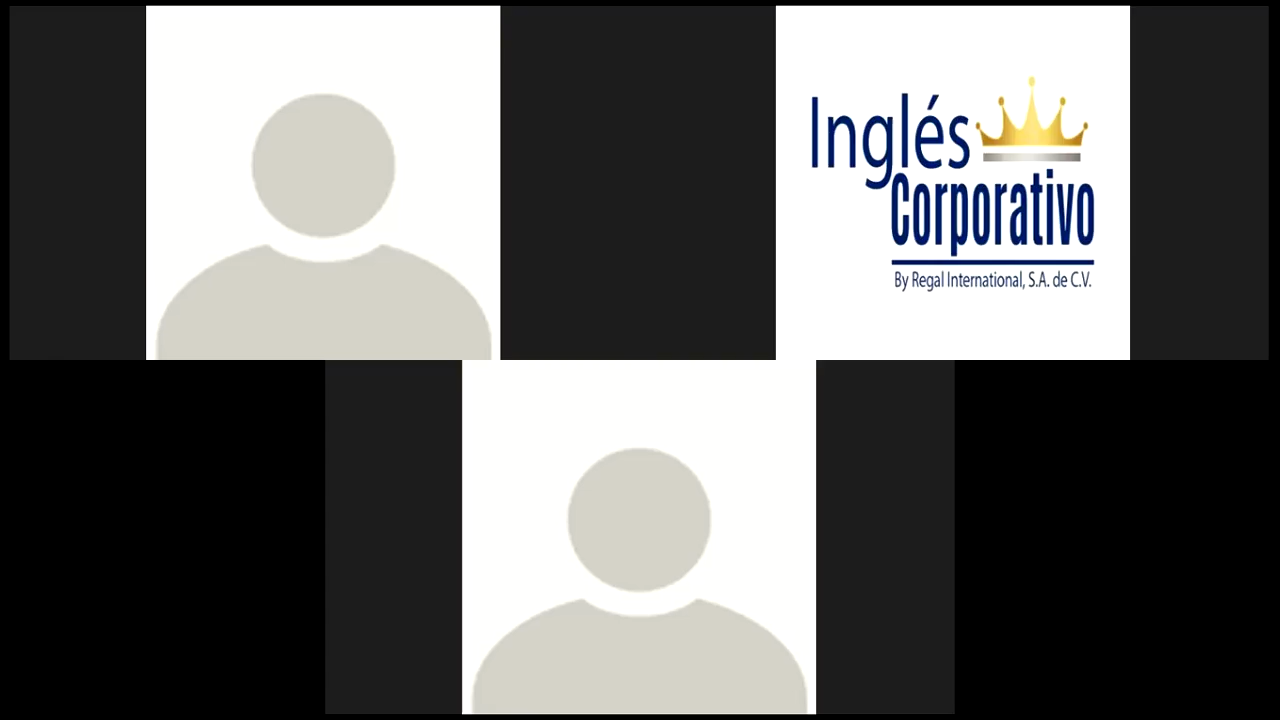 Inglés
Corporativo
By Regal International, S.A. de C.V.